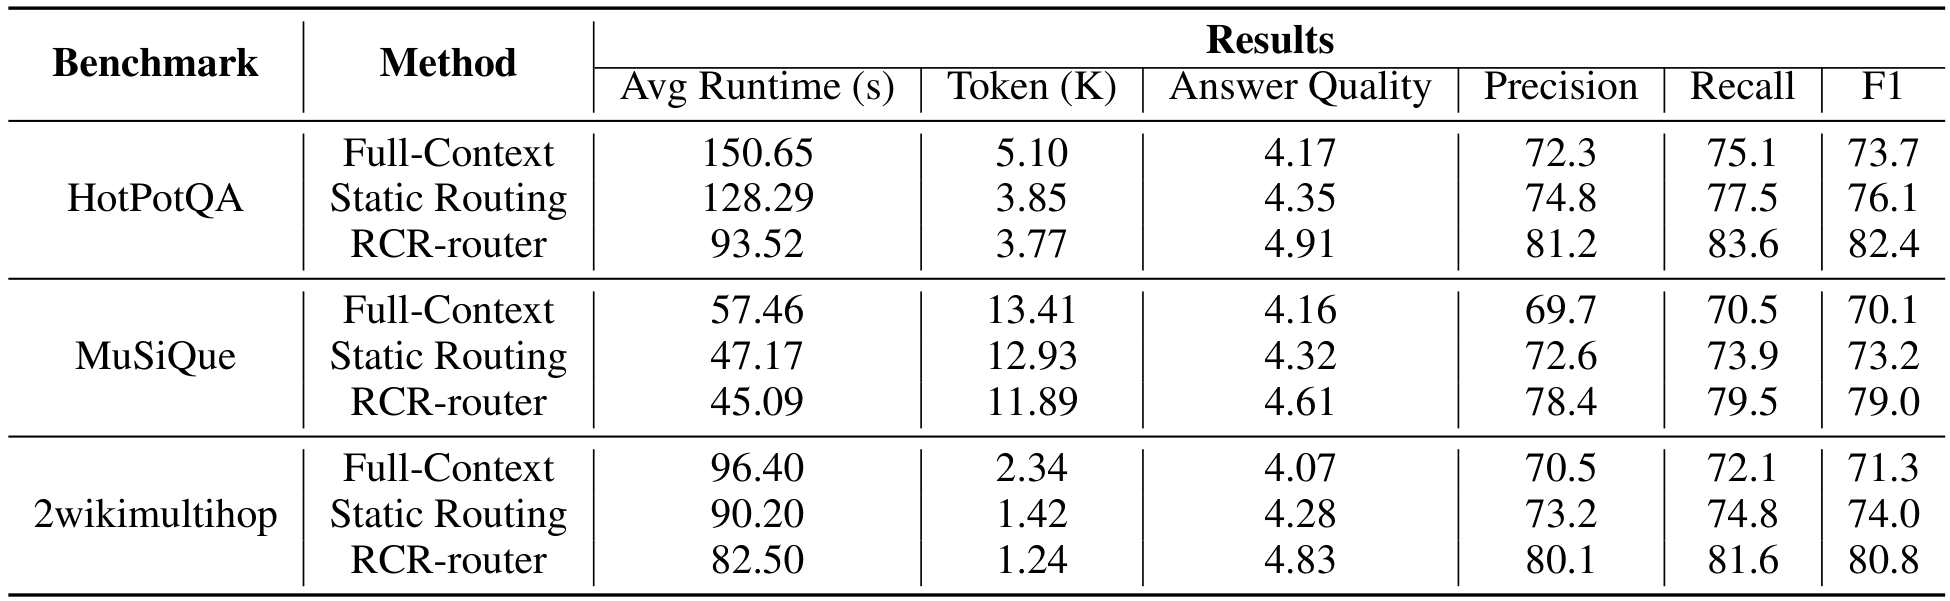 Benchmark Method Results
Avg Runtime (s) Token (K) Answer Quality Precision Recall F1
Full-Context 150.65 5.10 4.17 72.3 75.1 73.7
HotPotQA Static Routing 128.29 3.85 4.35 74.8 77.5 76.1
RCR-router 93.52 3.77 4.91 81.2 83.6 82.4
Full-Context 57.46 13.41 4.16 69.7 70.5 70.1
MuSiQue Static Routing 47.17 12.93 4.32 72.6 73.9 73.2
RCR-router 45.09 11.89 4.61 78.4 79.5 79.0
Full-Context 96.40 2.34 4.07 70.5 72.1 71.3
2wikimultihop Static Routing 90.20 1.42 4.28 73.2 74.8 74.0
RCR-router 82.50 1.24 4.83 80.1 81.6 80.8